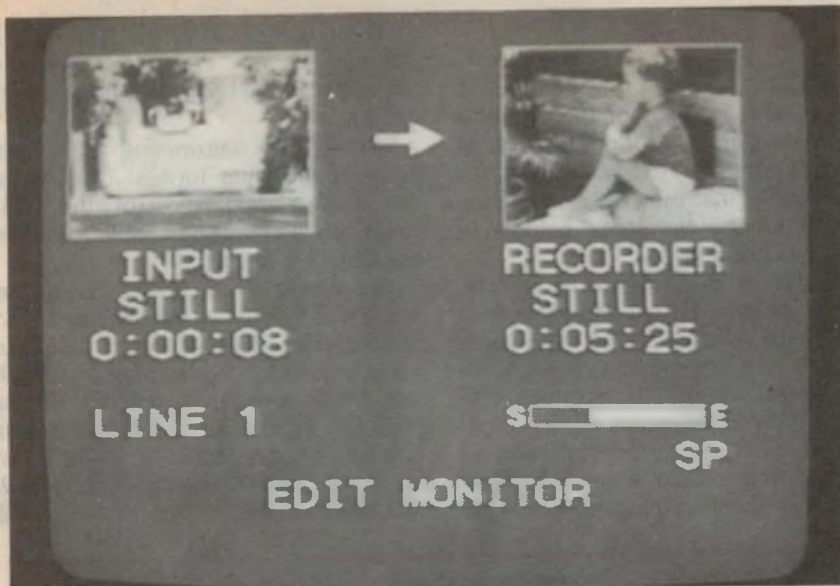 INPUT
STILL
0:00:08
RECORDER
STILL
0:05:25
LINE 1
S E
SP
EDIT MONITOR